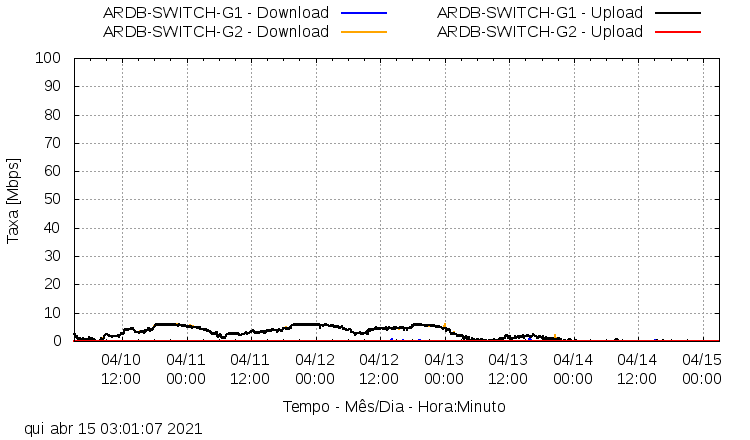 ARDB-SWITCH-G1 - Download ARDB-SWITCH-G1 - Upload
ARDB-SWITCH-G2 - Download ARDB-SWITCH-G2 - Upload
100
90
80
70
60
50
40
30
20
10
0
Taxa [Mbps]
04/10 04/11 04/11 04/12 04/12 04/13 04/13 04/14 04/14 04/15
12:00 00:00 12:00 00:00 12:00 00:00 12:00 00:00 12:00 00:00
Tempo - Mês/Dia - Hora:Minuto
qui abr 15 03:01:07 2021